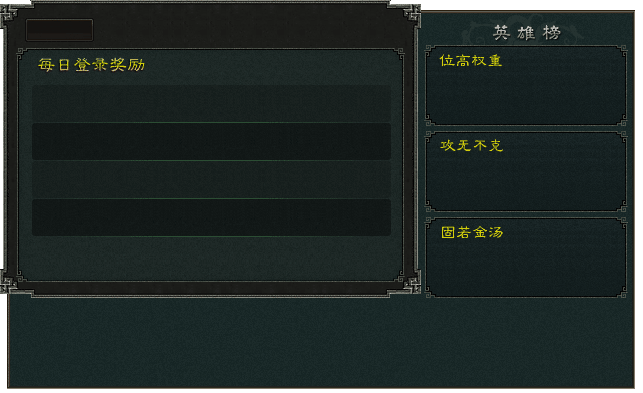 每日登录奖励
英雄榜
位高权重
攻无不克
固若金汤